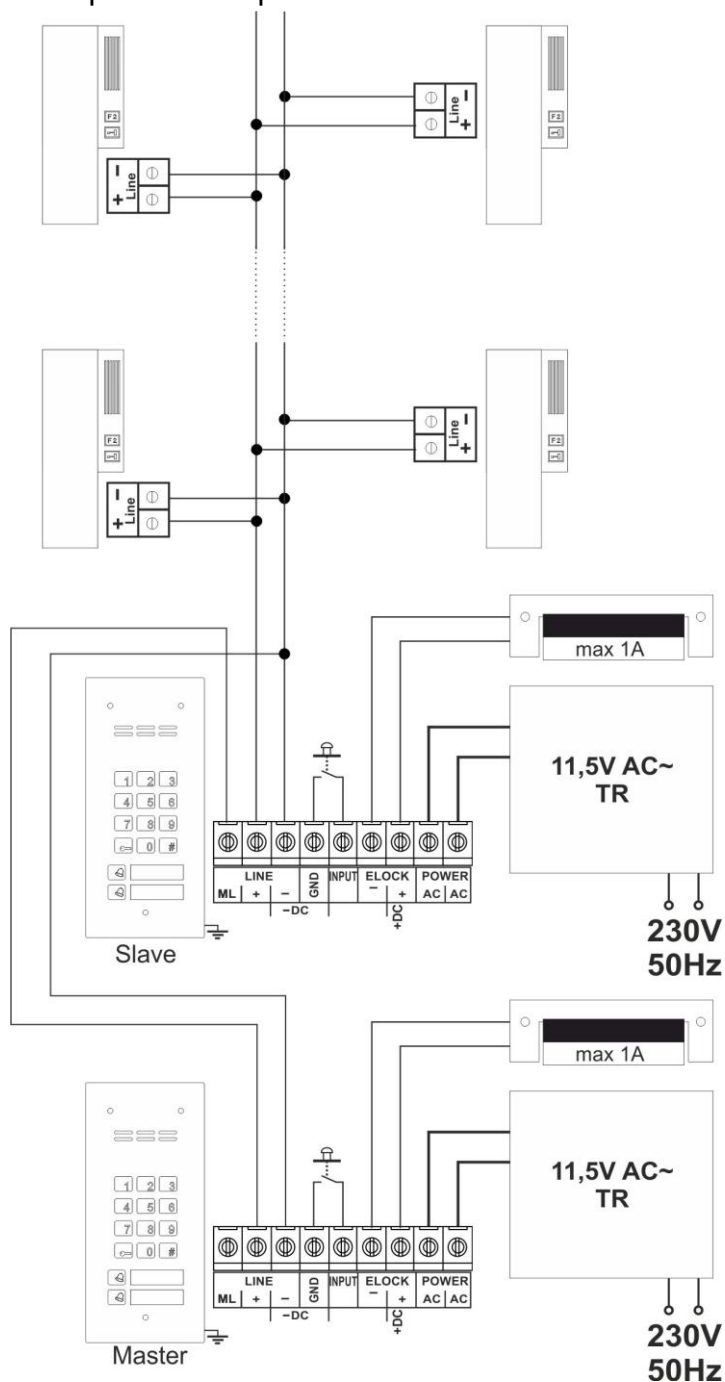 F2
− Line +
− Line +
F2
F2
− Line +
− Line +
F2
max 1A
11,5V AC~
TR
230V
50Hz
1 2 3
4 5 6
7 8 9
0 #
Slave
LINE GND INPUT ELOCK POWER
ML + − − + AC AC
−DC +DC
max 1A
11,5V AC~
TR
230V
50Hz
1 2 3
4 5 6
7 8 9
0 #
Master
LINE GND INPUT ELOCK POWER
ML + − − + AC AC
−DC +DC